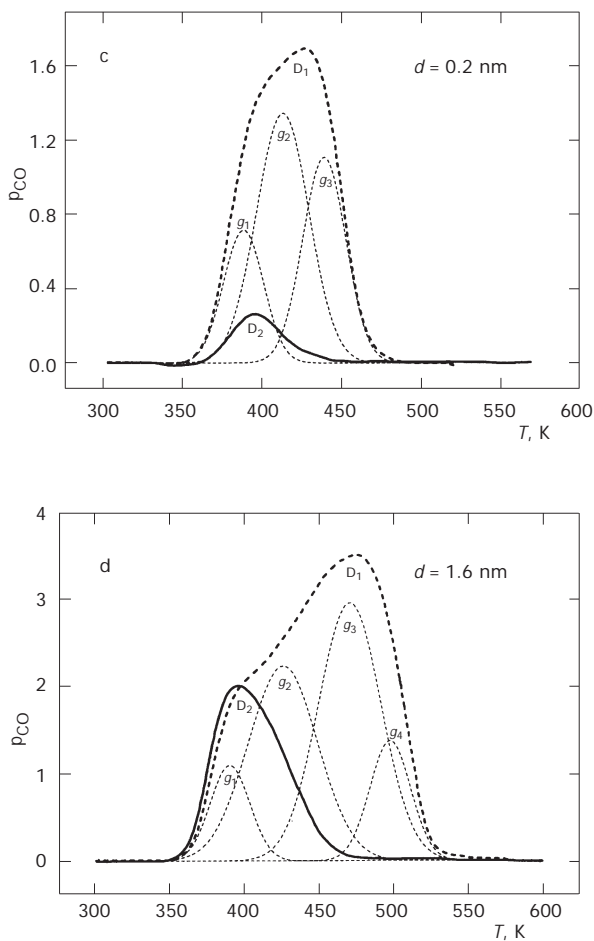 c
d = 0.2 nm
1.6
D1
1.2
g2
g3
pCO
0.8
g1
0.4
D2
0.0
300 350 400 450 500 550 600
T, K
4
d
d = 1.6 nm
D1
3
g3
g2
2
D2
g4
pCO
1
g1
0
300 350 400 450 500 550 600
T, K